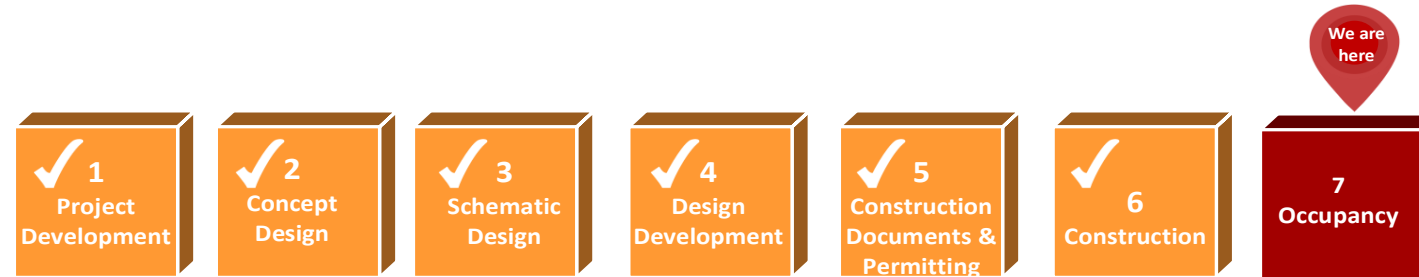 We are
here
1
Project
Development
2
Concept
Design
3
Schematic
Design
4
Design
Development
5
Construction
Documents &
Permitting
6
Construction
7
Occupancy